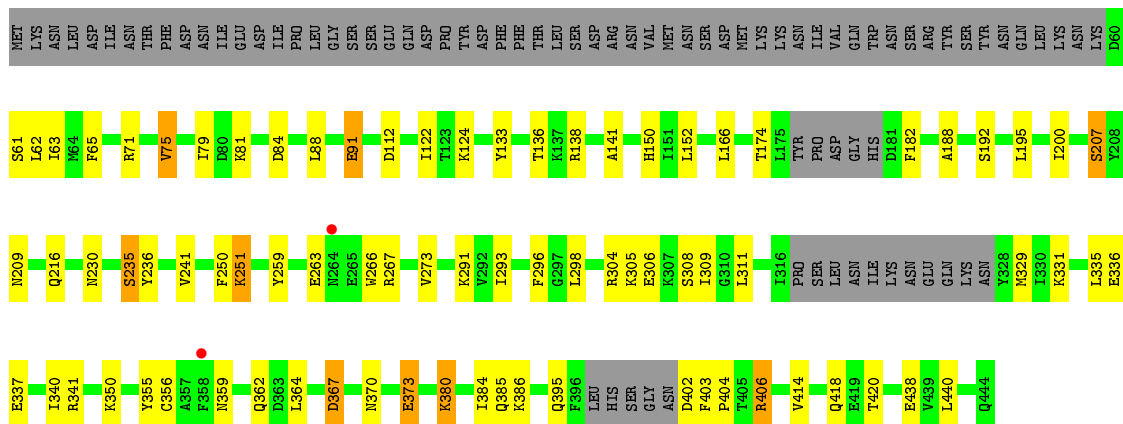 MET LYS ASN LEU ASP ILE ASN THR PHE ASP ASN ILE GLU ASP ILE PRO LEU GLY SER SER GLU GLN ASP PRO TYR ASP PHE PHE THR LEU SER ASP ARG ASN VAL MET ASN SER ASP MET LYS LYS ASN ILE VAL GLN TRP ASN SER ARG TYR SER TYR ASN GLN LEU LYS ASN LYS D60
S61 L62 I63 M64 F65 R71 V75 I79 D80 K81 D84 L88 E91 D112 I122 T123 K124 Y133 T136 K137 R138 A141 H150 I151 L152 L166 T174 L175 TYR PRO ASP GLY HIS D181 F182 A188 S192 L195 I200 S207 Y208
N209 Q216 N230 S235 Y236 V241 F250 K251 Y259 E263 N264 E265 W266 R267 V273 K291 V292 I293 F296 G297 L298 R304 K305 E306 K307 S308 I309 G310 L311 I316 PRO SER LEU ASN ILE LYS ASN GLU GLN LYS ASN Y328 M329 I330 K331 L335 E336
E337 I340 R341 K350 Y355 C356 A357 F358 N359 Q362 D363 L364 D367 N370 E373 K380 I384 Q385 K386 Q395 F396 LEU HIS SER GLY ASN D402 F403 P404 T405 R406 V414 Q418 E419 T420 E438 V439 L440 Q444